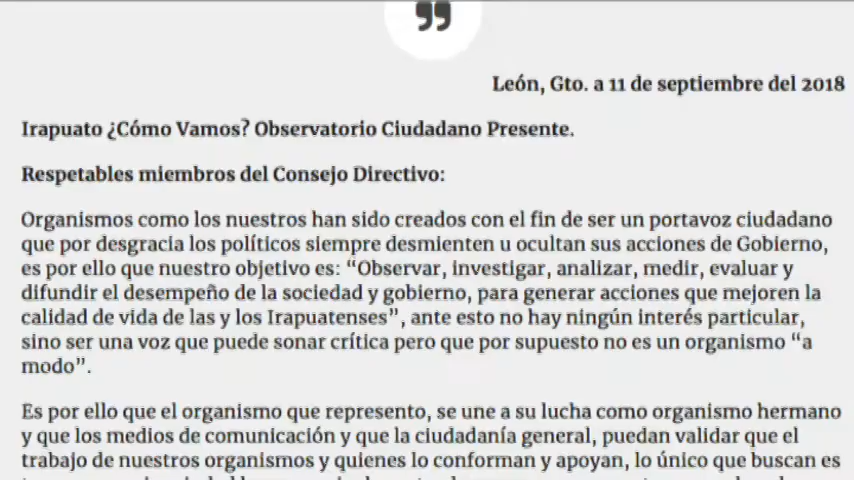 León, Gto. a 11 de septiembre del 2018
Irapuato ¿Cómo Vamos? Observatorio Ciudadano Presente.
Respetables miembros del Consejo Directivo:
Organismos como los nuestros han sido creados con el fin de ser un portavoz ciudadano
que por desgracia los políticos siempre desmienten u ocultan sus acciones de Gobierno,
es por ello que nuestro objetivo es: “Observar, investigar, analizar, medir, evaluar y
difundir el desempeño de la sociedad y gobierno, para generar acciones que mejoren la
calidad de vida de las y los Irapuatenses”, ante esto no hay ningún interés particular,
sino ser una voz que puede sonar crítica pero que por supuesto no es un organismo “a
modo”.
Es por ello que el organismo que represento, se une a su lucha como organismo hermano
y que los medios de comunicación y que la ciudadanía general, puedan validar que el
trabajo de nuestros organismos y quienes lo conforman y apoyan, lo único que buscan es